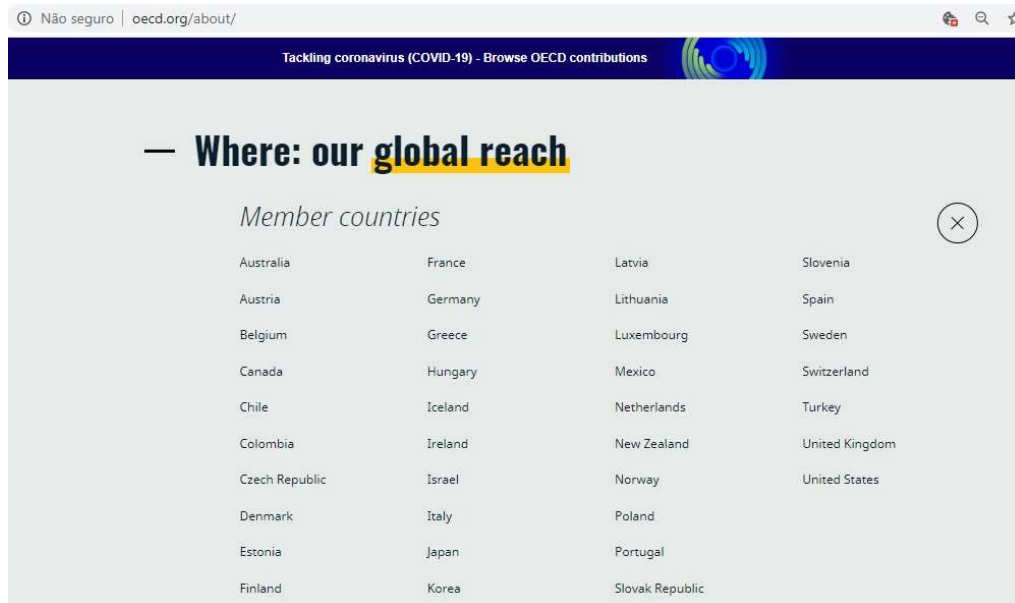 Não seguro | oecd.org/about/
Tackling coronavirus (COVID-19) - Browse OECD contributions
Where: our global reach
Member countries
Australia France Latvia Slovenia
Austria Germany Lithuania Spain
Belgium Greece Luxembourg Sweden
Canada Hungary Mexico Switzerland
Chile Iceland Netherlands Turkey
Colombia Ireland New Zealand United Kingdom
Czech Republic Israel Norway United States
Denmark Italy Poland
Estonia Japan Portugal
Finland Korea Slovak Republic